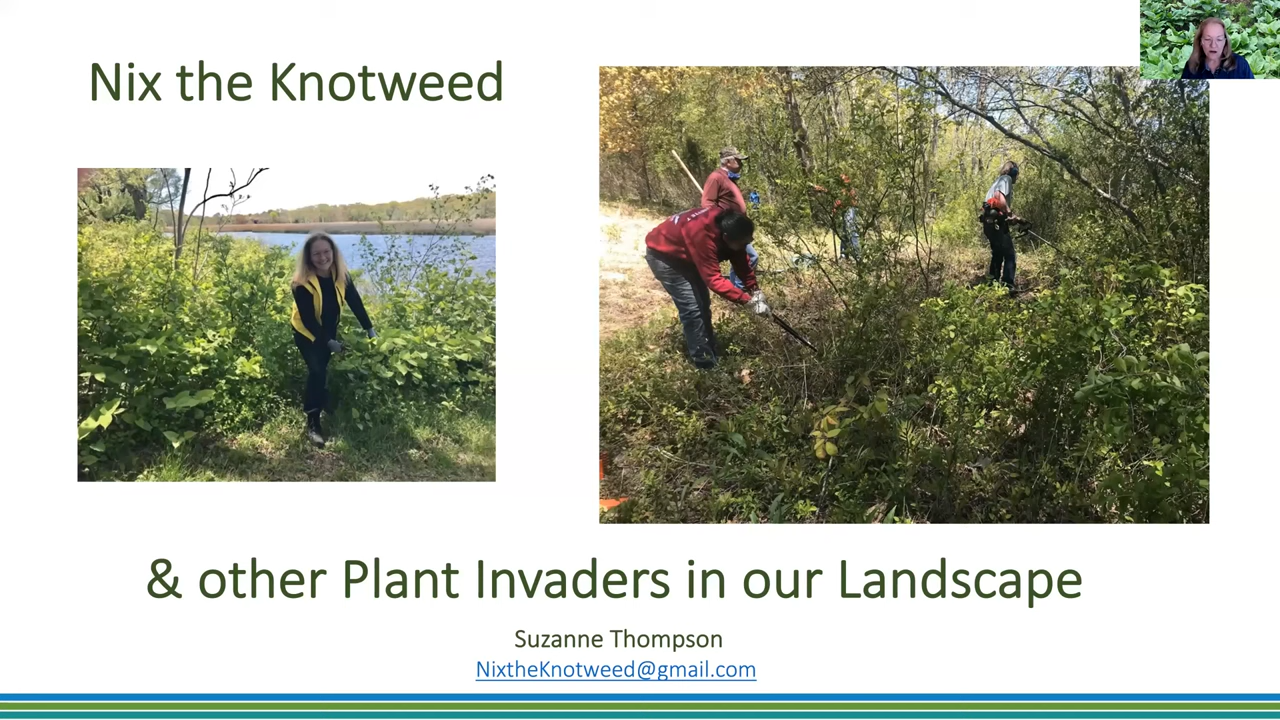 Nix the Knotweed
& other Plant Invaders in our Landscape
Suzanne Thompson
NixtheKnotweed@gmail.com